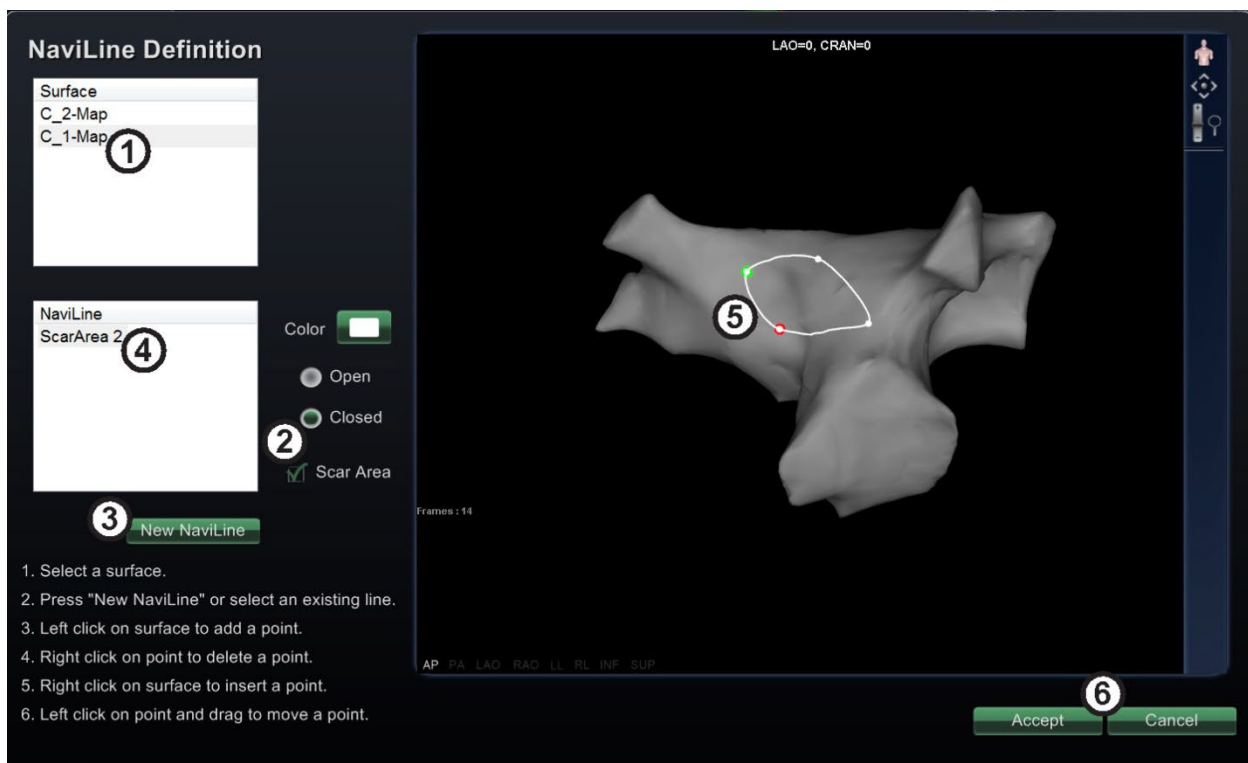 NaviLine Definition
Surface
C_2-Map
C_1-Map
1
NaviLine
ScarArea 2
4
Color
Open
Closed
2
Scar Area
3
New NaviLine
1. Select a surface.
2. Press "New NaviLine" or select an existing line.
3. Left click on surface to add a point.
4. Right click on point to delete a point.
5. Right click on surface to insert a point.
6. Left click on point and drag to move a point.
LAO=0, CRAN=0
5
Frames : 14
AP PA LAO RAO LL RL INF SUP
6
Accept Cancel